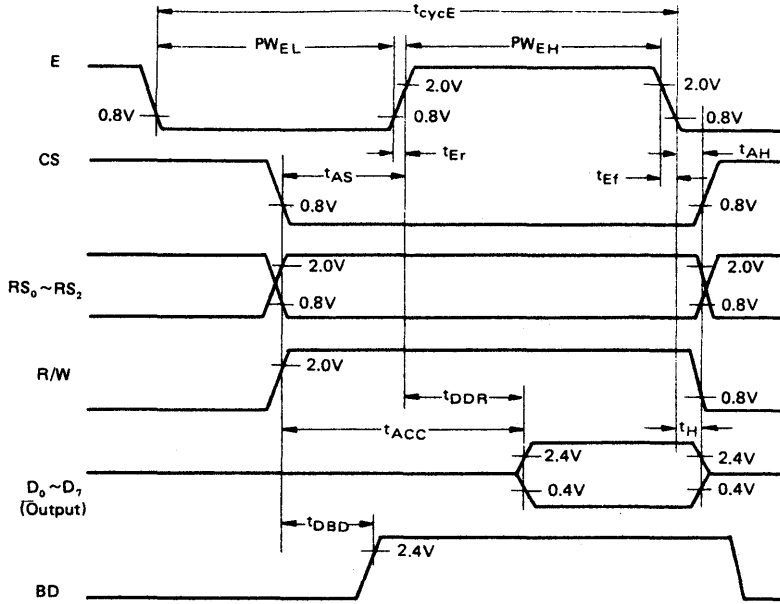 tcycE
PWEL
PWEH
E
2.0V
2.0V
0.8V
0.8V
0.8V
tEr
tAH
CS
tAS
tEf
0.8V
0.8V
2.0V
2.0V
RS0~RS2
0.8V
0.8V
R/W
2.0V
tDDR
0.8V
tACC
tH
2.4V
2.4V
D0~D7
(Output)
0.4V
0.4V
tDBD
2.4V
BD